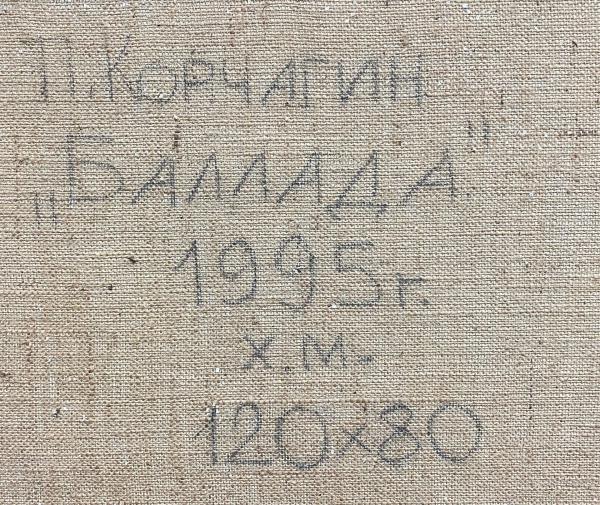 П. КОРЧАГИН
„БАЛЛАДА"
1995г.
х.м.
120х80